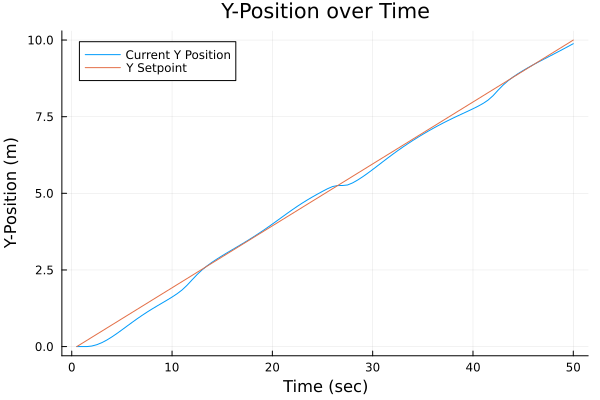 Y-Position over Time
Current Y Position
Y Setpoint
Y-Position (m)
10.0
7.5
5.0
2.5
0.0
0 10 20 30 40 50
Time (sec)